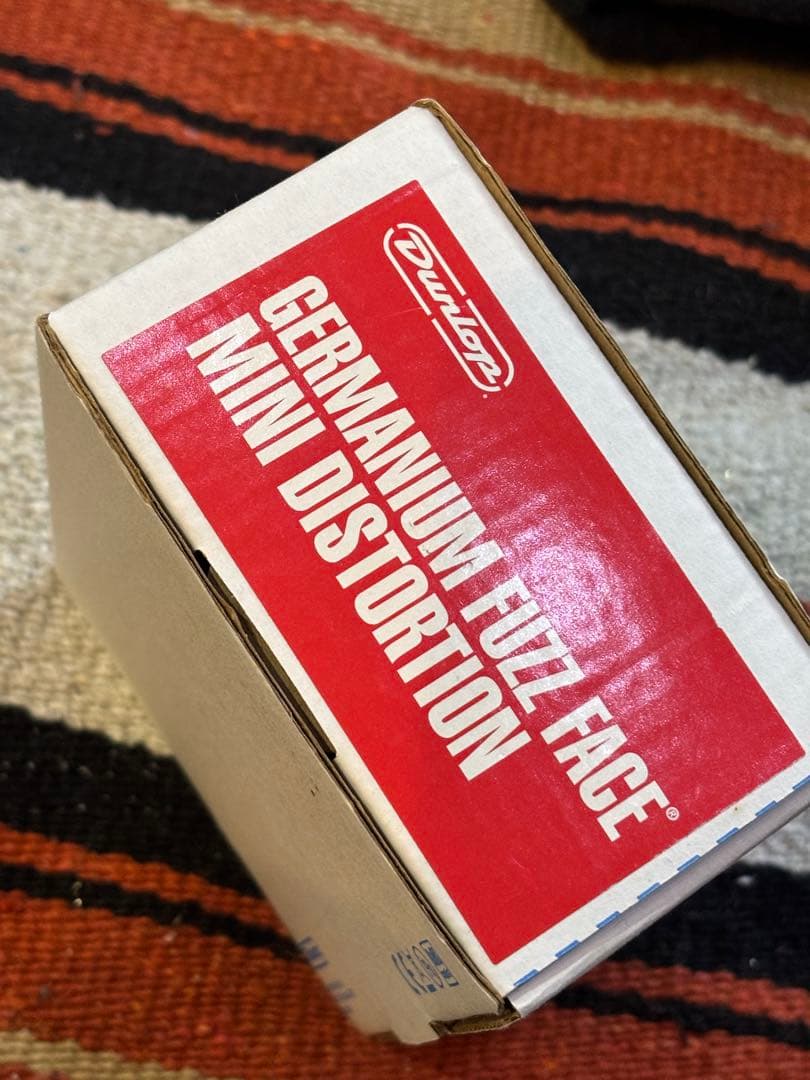 Dunlop
GERMANIUM FUZZ FACE®
MINI DISTORTION